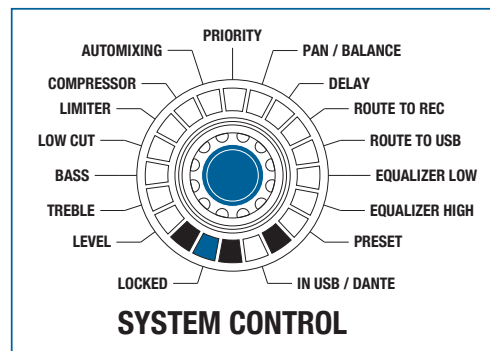 PRIORITY
AUTOMIXING
PAN / BALANCE
COMPRESSOR
DELAY
LIMITER
ROUTE TO REC
LOW CUT
ROUTE TO USB
BASS
EQUALIZER LOW
TREBLE
EQUALIZER HIGH
LEVEL
PRESET
LOCKED
IN USB / DANTE
SYSTEM CONTROL